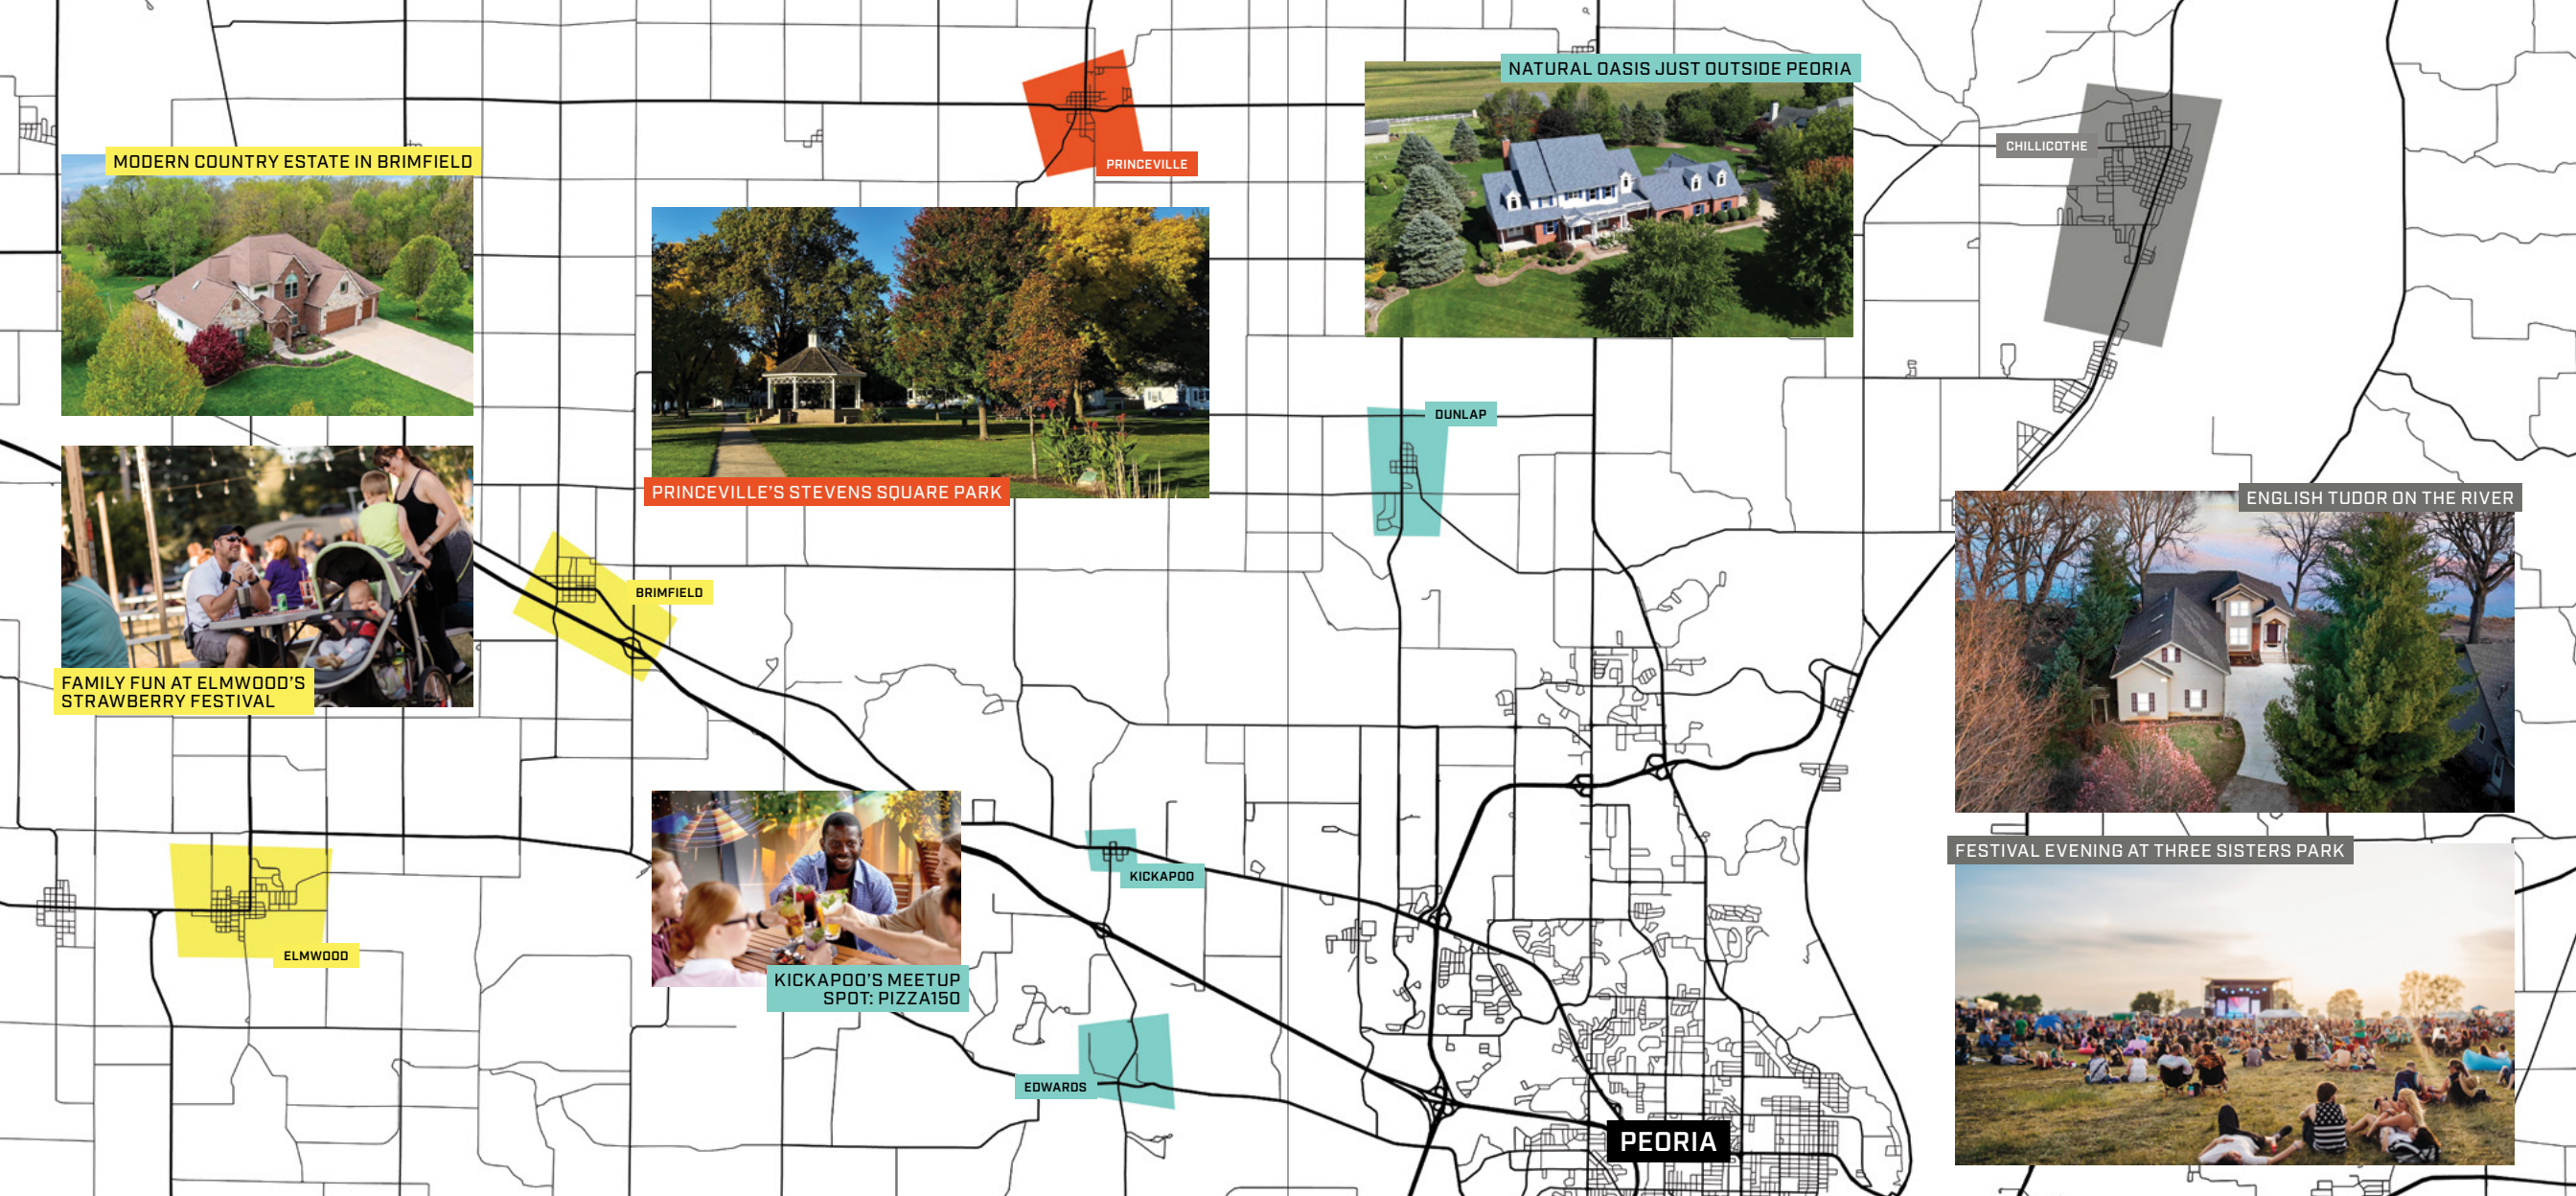 NATURAL OASIS JUST OUTSIDE PEORIA
CHILLICOTHE
MODERN COUNTRY ESTATE IN BRIMFIELD
PRINCEVILLE
DUNLAP
PRINCEVILLE'S STEVENS SQUARE PARK
ENGLISH TUDOR ON THE RIVER
BRIMFIELD
FAMILY FUN AT ELMWOOD'S
STRAWBERRY FESTIVAL
FESTIVAL EVENING AT THREE SISTERS PARK
KICKAPOO
ELMWOOD
KICKAPOO'S MEETUP
SPOT: PIZZA150
EDWARDS
PEORIA